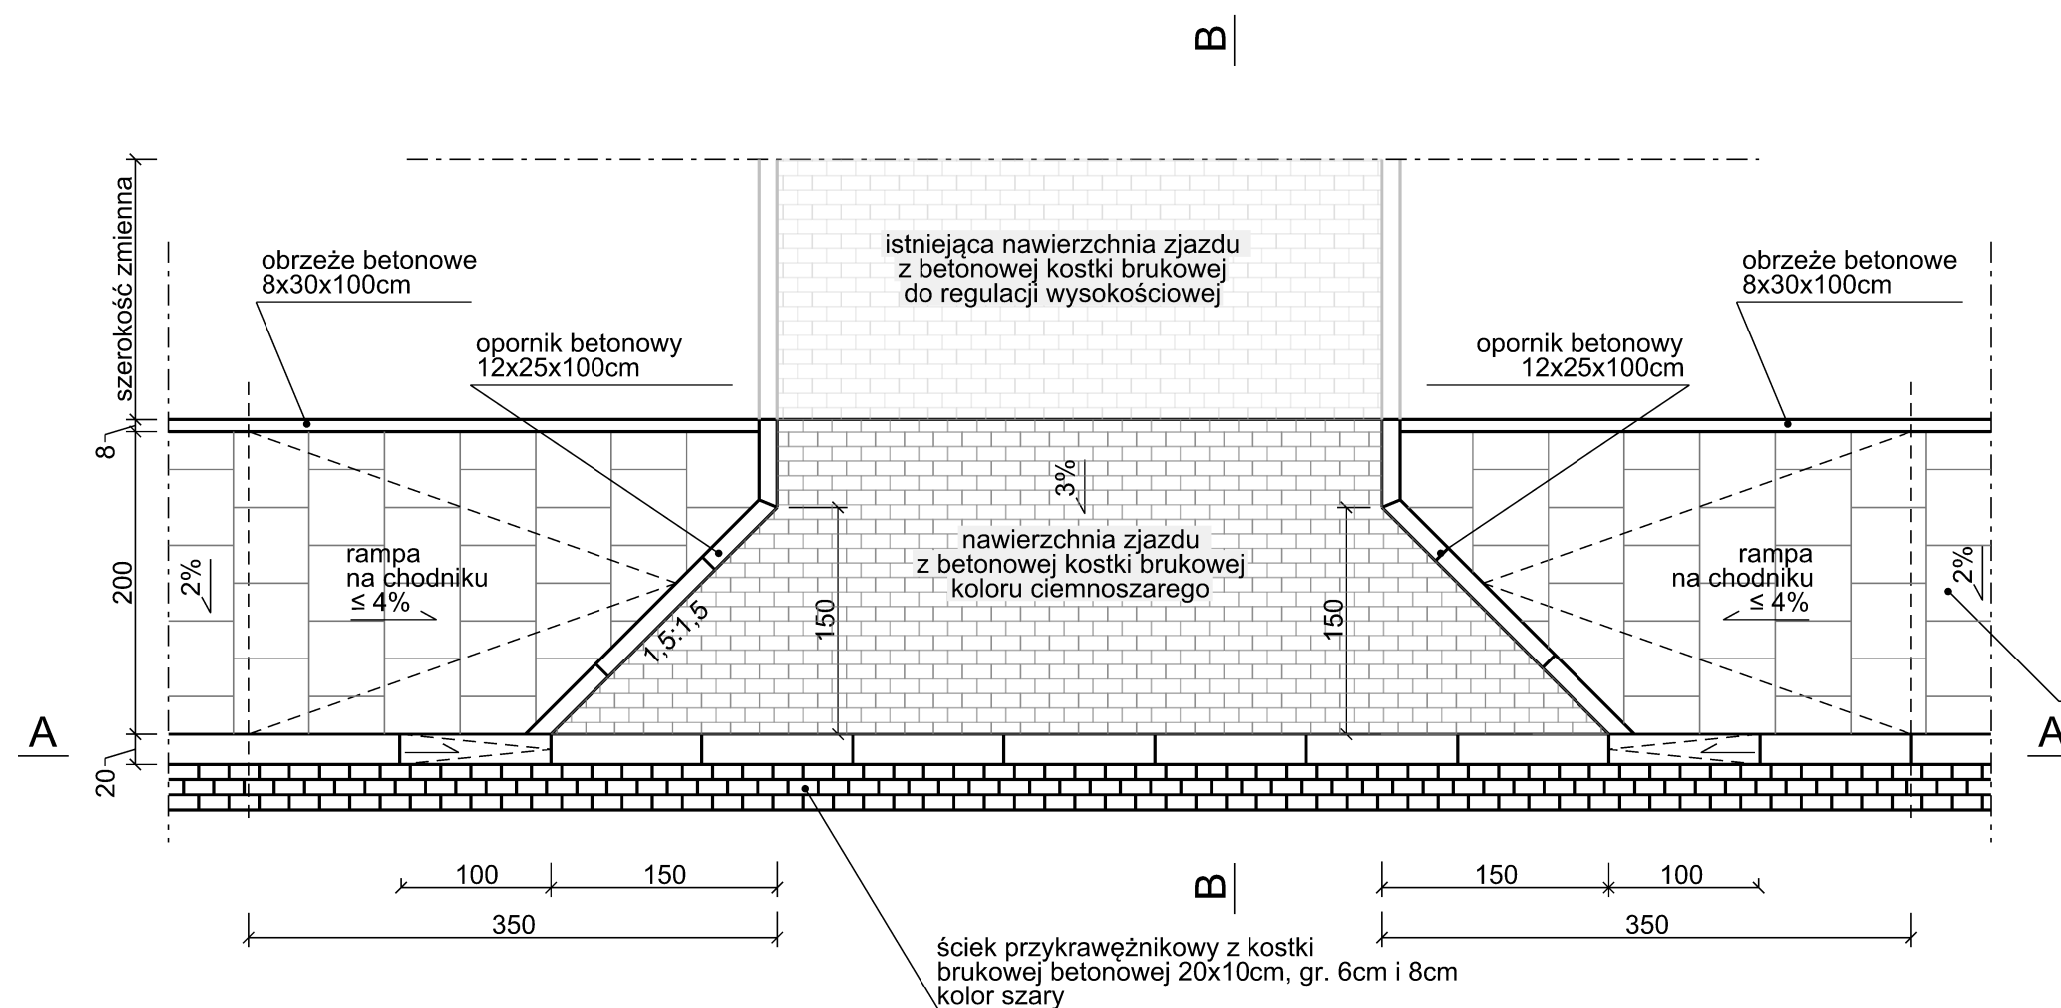 B
istniejąca nawierzchnia zjazdu
z betonowej kostki brukowej
do regulacji wysokościowej
szerokość zmienna
obrzeże betonowe
8x30x100cm
obrzeże betonowe
8x30x100cm
opornik betonowy
12x25x100cm
opornik betonowy
12x25x100cm
8
3%
nawierzchnia zjazdu
z betonowej kostki brukowej
koloru ciemnoszarego
200
2%
rampa
na chodniku
≤ 4%
1,5:1,5
150
150
rampa
na chodniku
≤ 4%
2%
A
A
20
100
150
B
150
100
350
350
ściek przykrawężnikowy z kostki
brukowej betonowej 20x10cm, gr. 6cm i 8cm
kolor szary